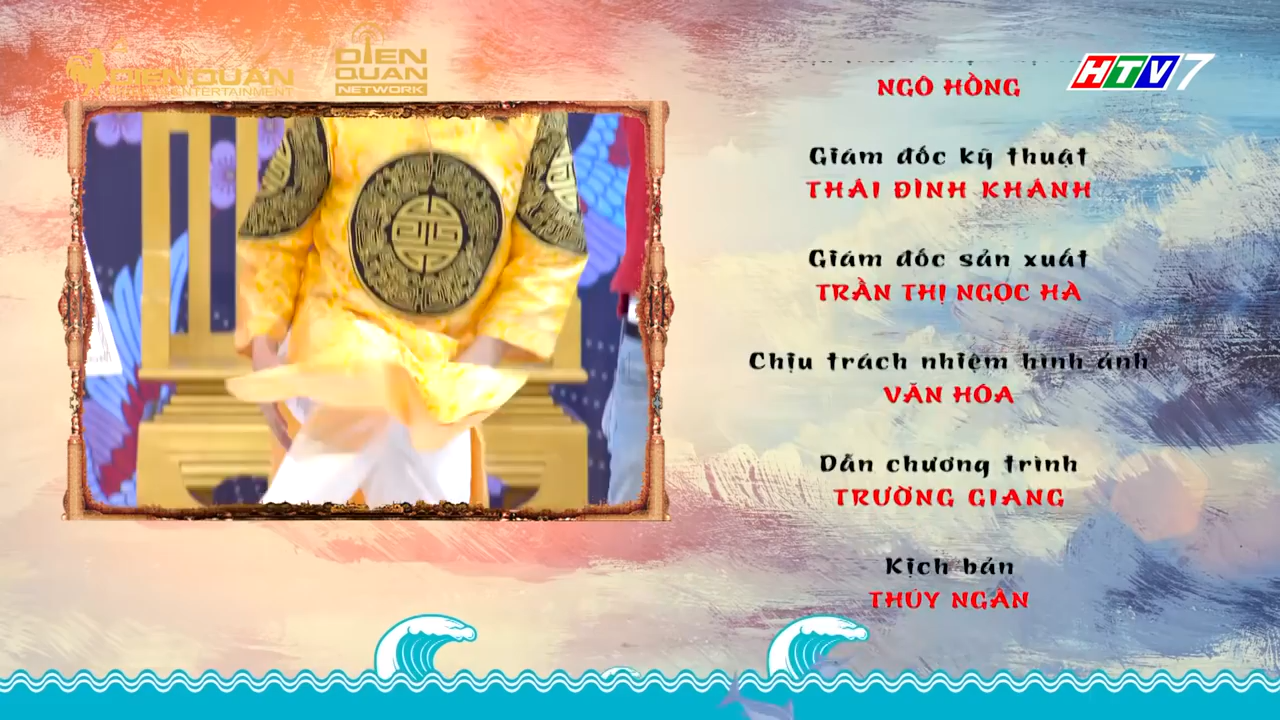 ĐIỀN QUÂN
ENTERTAINMENT
ĐIỀN
QUÂN
NETWORK
HTV7
NGÔ HỒNG
Giám đốc kỹ thuật
THÁI ĐÌNH KHÁNH
Giám đốc sản xuất
TRẦN THỊ NGỌC HÀ
Chịu trách nhiệm hình ảnh
VĂN HÓA
Dẫn chương trình
TRƯỜNG GIANG
Kịch bản
THÚY NGÂN